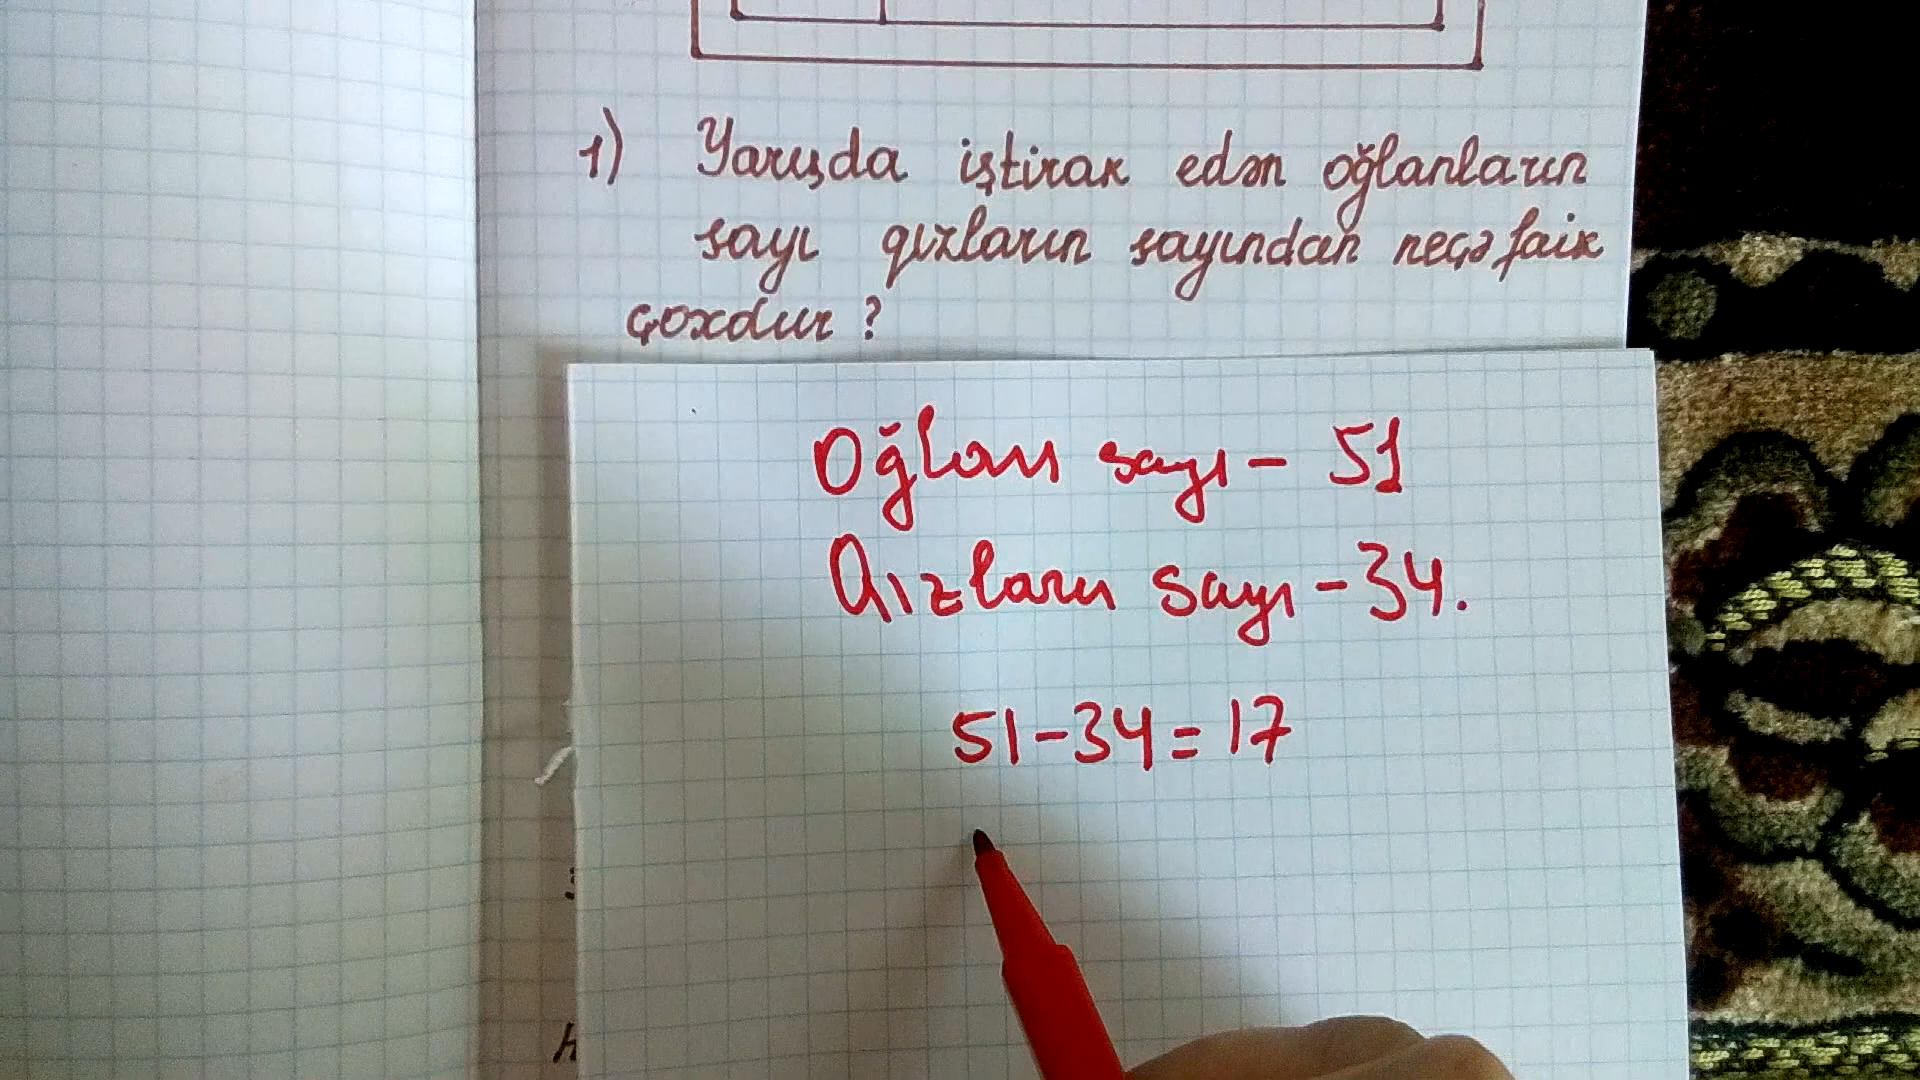 1) Yarışda iştirak edən oğlanların
sayı qızların sayından neçə faiz
çoxdur ?
Oğlan sayı - 51
Qızların sayı - 34.
51-34=17